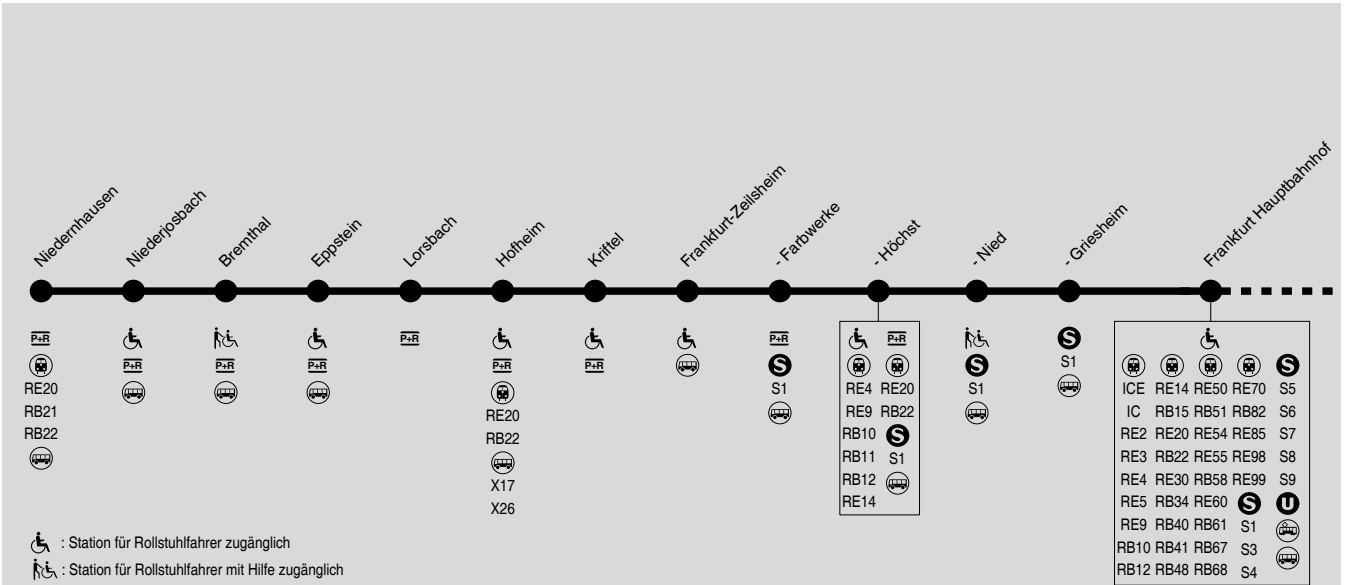 Niedernhausen
Niederjosbach
Bremthal
Eppstein
Lorsbach
Hofheim
Kriftel
Frankfurt-Zeilsheim
- Farbwerke
- Höchst
- Nied
- Griesheim
Frankfurt Hauptbahnhof
P+R
RE20
RB21
RB22
P+R
P+R
P+R
P+R
P+R
RE20
RB22
X17
X26
P+R
P+R
S
S1
P+R
RE4 RE20
RE9 RB22
RB10 S
RB11 S1
RB12
RE14
S
S1
S
S1
S
ICE RE14 RE50 RE70 S5
IC RB15 RB51 RB82 S6
RE2 RE20 RE54 RE85 S7
RE3 RB22 RE55 RE98 S8
RE4 RE30 RB58 RE99 S9
RE5 RB34 RE60 S U
RE9 RB40 RB61 S1
RB10 RB41 RB67 S3
RB12 RB48 RB68 S4
: Station für Rollstuhlfahrer zugänglich
: Station für Rollstuhlfahrer mit Hilfe zugänglich